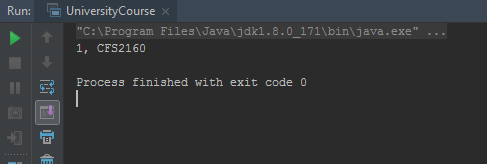 Run: UniversityCourse ×
"C:\Program Files\Java\jdk1.8.0_171\bin\java.exe" ...
1, CFS2160
Process finished with exit code 0